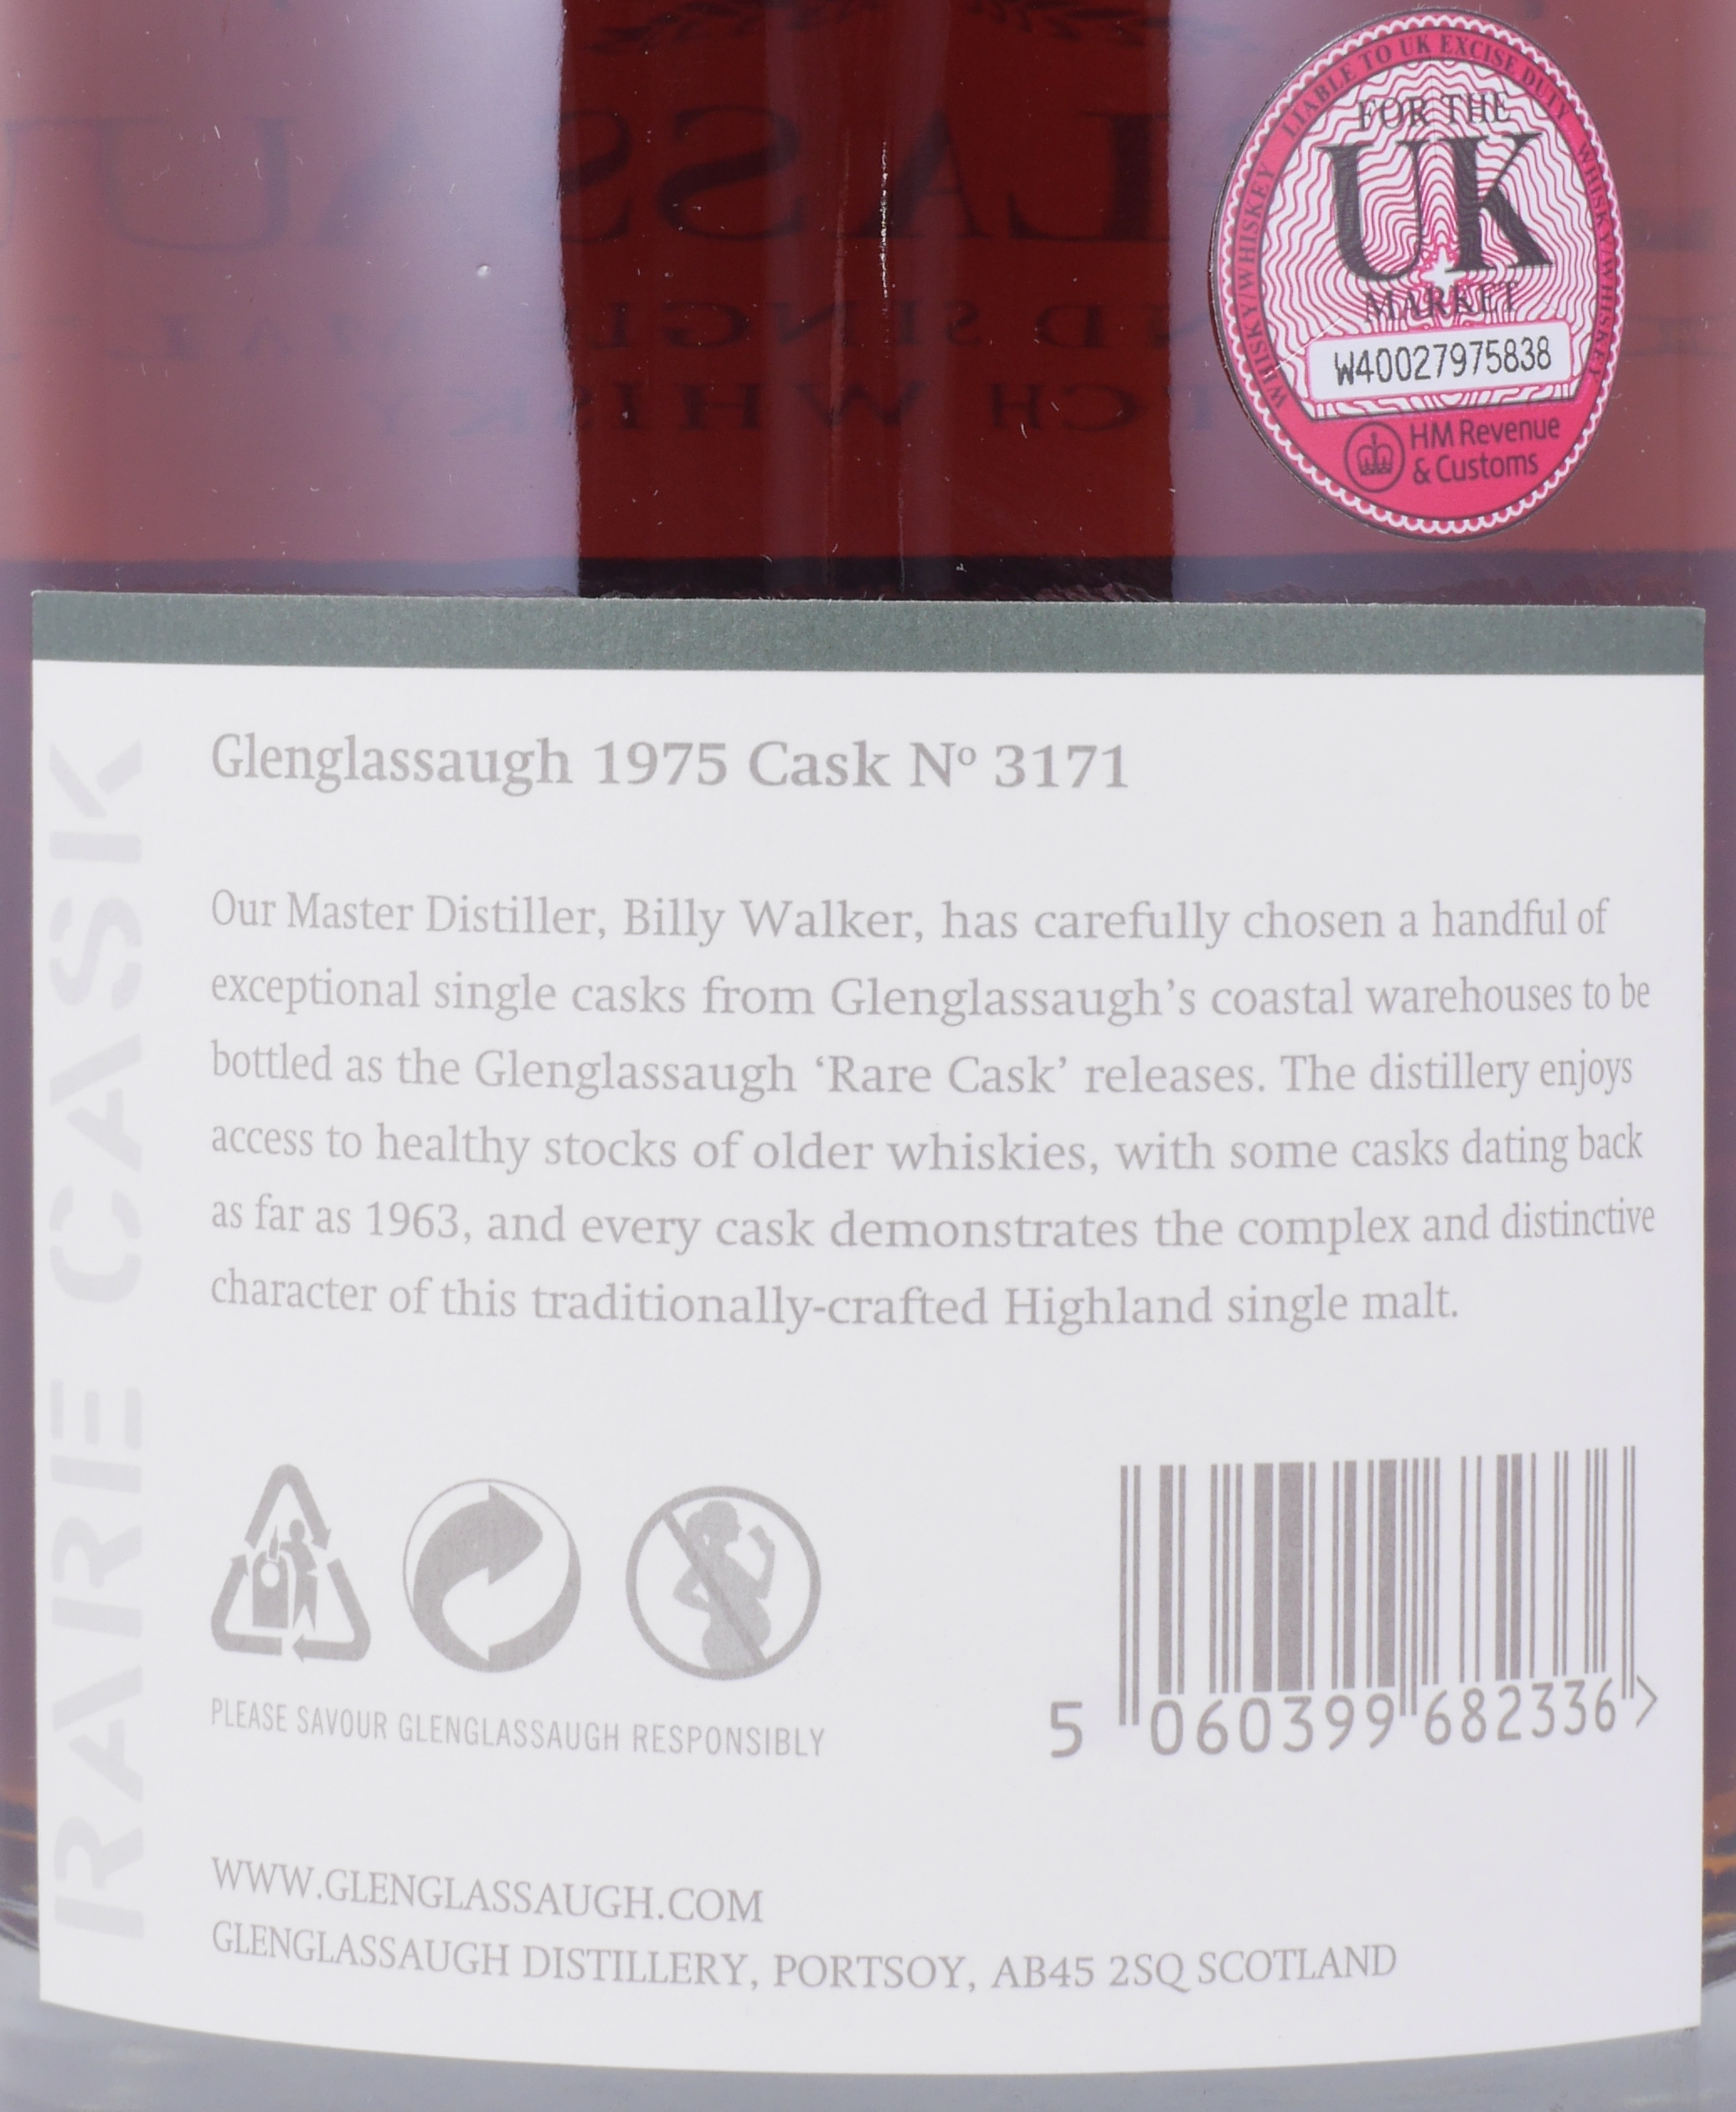 LIABLE TO UK EXCISE DUTY
WHISKY/WHISKEY
WHISKY/WHISKEY
FOR THE
UK
MARKET
W40027975838
HM Revenue
& Customs
RARE CASK
Glenglassaugh 1975 Cask Nº 3171
Our Master Distiller, Billy Walker, has carefully chosen a handful of
exceptional single casks from Glenglassaugh’s coastal warehouses to be
bottled as the Glenglassaugh ‘Rare Cask’ releases. The distillery enjoys
access to healthy stocks of older whiskies, with some casks dating back
as far as 1963, and every cask demonstrates the complex and distinctive
character of this traditionally-crafted Highland single malt.
PLEASE SAVOUR GLENGLASSAUGH RESPONSIBLY
5 060399 682336 >
WWW.GLENGLASSAUGH.COM
GLENGLASSAUGH DISTILLERY, PORTSOY, AB45 2SQ SCOTLAND